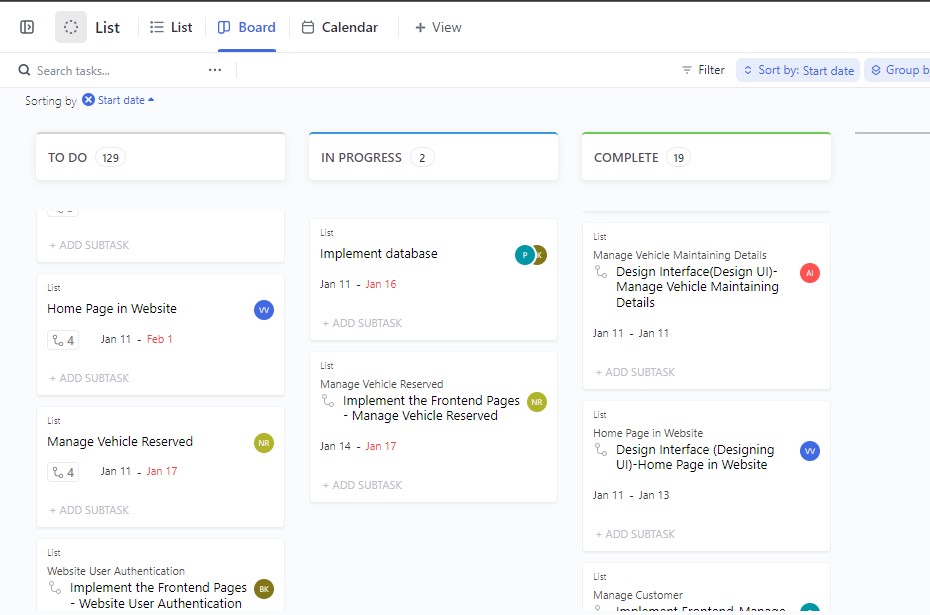 List
List
Board
Calendar
+ View
Search tasks...
...
Filter
Sort by: Start date
Group b
Sorting by
Start date
TO DO 129
+ ADD SUBTASK
List
Home Page in Website
VV
4
Jan 11 - Feb 1
+ ADD SUBTASK
List
Manage Vehicle Reserved
NR
4
Jan 11 - Jan 17
+ ADD SUBTASK
List
Website User Authentication
Implement the Frontend Pages
- Website User Authentication
BK
IN PROGRESS 2
List
Implement database
P K
Jan 11 - Jan 16
+ ADD SUBTASK
List
Manage Vehicle Reserved
Implement the Frontend Pages
- Manage Vehicle Reserved
NR
Jan 14 - Jan 17
+ ADD SUBTASK
COMPLETE 19
List
Manage Vehicle Maintaining Details
Design Interface(Design UI)-
Manage Vehicle Maintaining
Details
AI
Jan 11 - Jan 11
+ ADD SUBTASK
List
Home Page in Website
Design Interface (Designing
UI)-Home Page in Website
VV
Jan 11 - Jan 13
+ ADD SUBTASK
List
Manage Customer
Implement Frontend-Manage